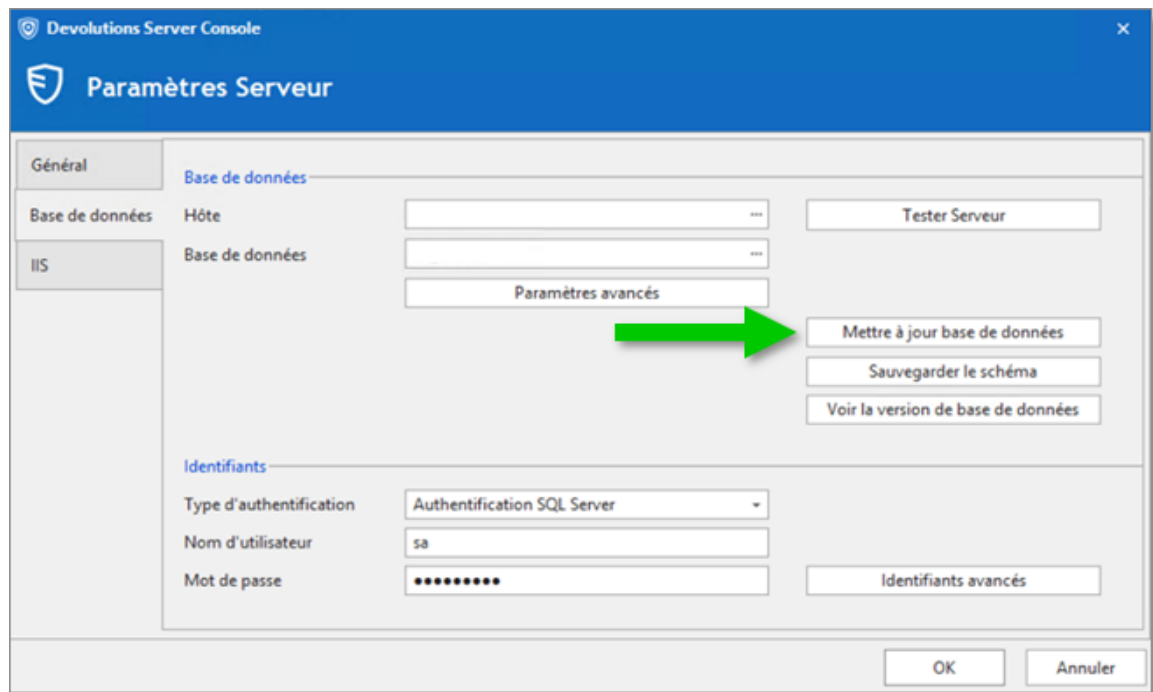 Devolutions Server Console
Paramètres Serveur
Général
Base de données
IIS
Base de données
Hôte
...
Tester Serveur
Base de données
...
Paramètres avancés
Mettre à jour base de données
Sauvegarder le schéma
Voir la version de base de données
Identifiants
Type d'authentification
Authentification SQL Server
Nom d'utilisateur
sa
Mot de passe
•••••••••
Identifiants avancés
OK
Annuler